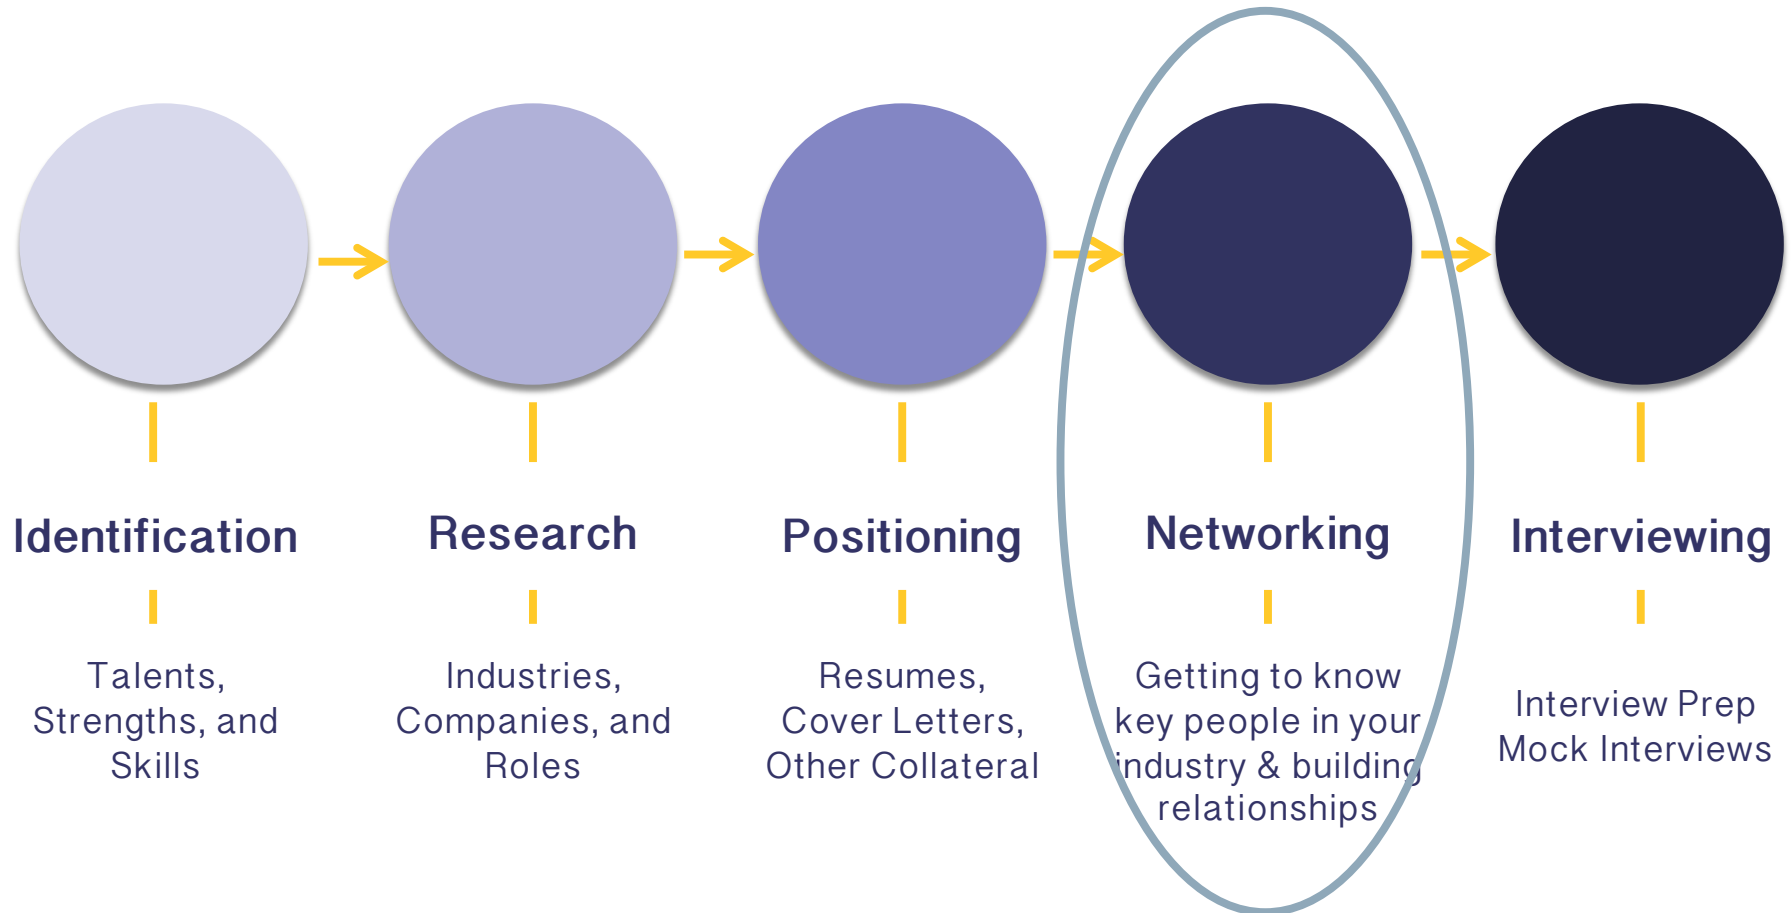 Identification
Research
Positioning
Networking
Interviewing
Talents,
Strengths, and
Skills
Industries,
Companies, and
Roles
Resumes,
Cover Letters,
Other Collateral
Getting to know
key people in your
industry & building
relationships
Interview Prep
Mock Interviews